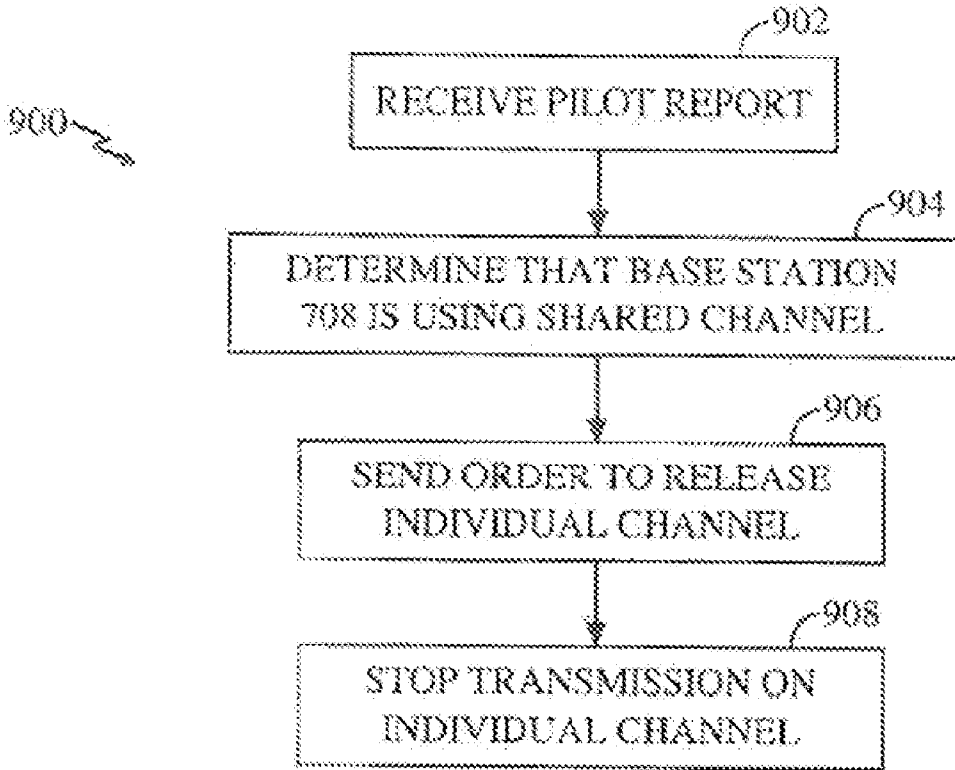 902
RECEIVE PILOT REPORT
900
904
DETERMINE THAT BASE STATION
708 IS USING SHARED CHANNEL
906
SEND ORDER TO RELEASE
INDIVIDUAL CHANNEL
908
STOP TRANSMISSION ON
INDIVIDUAL CHANNEL